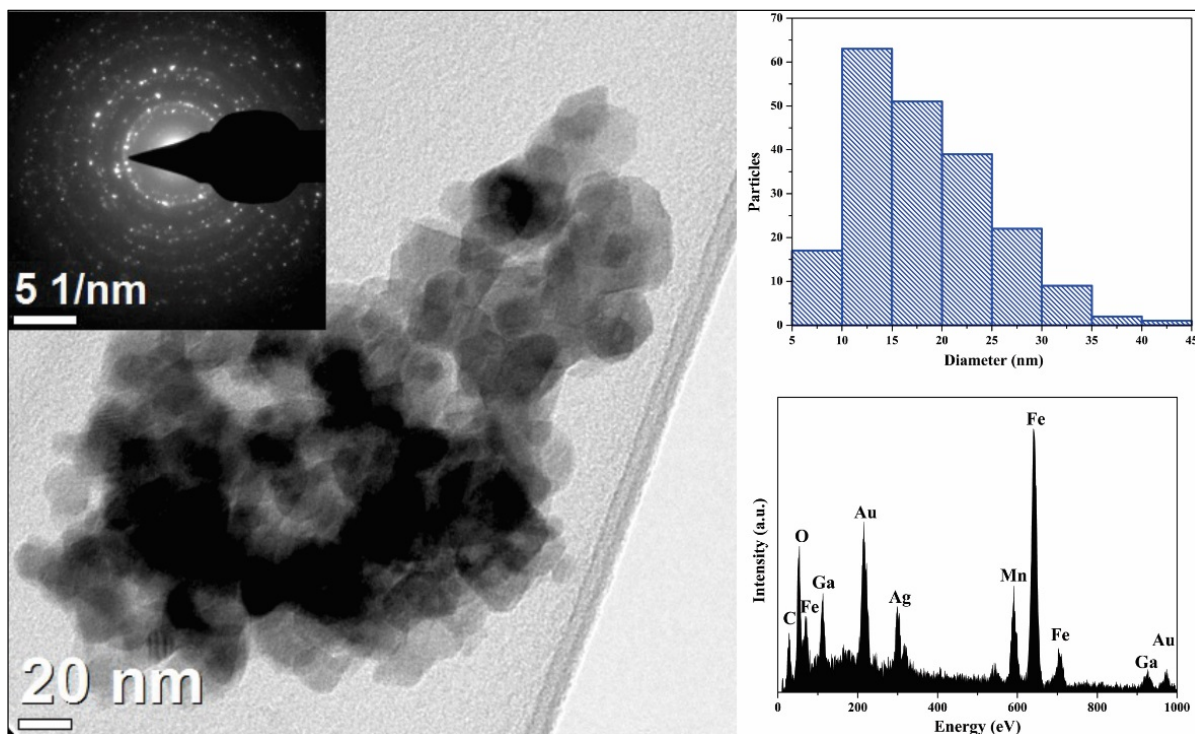 5 1/nm
20 nm
70
60
50
40
30
20
10
0
Particles
5 10 15 20 25 30 35 40 45
Diameter (nm)
Intensity (a.u.)
C
O
Fe
Ga
Au
Ag
Mn
Fe
Fe
Ga
Au
0 200 400 600 800 1000
Energy (eV)